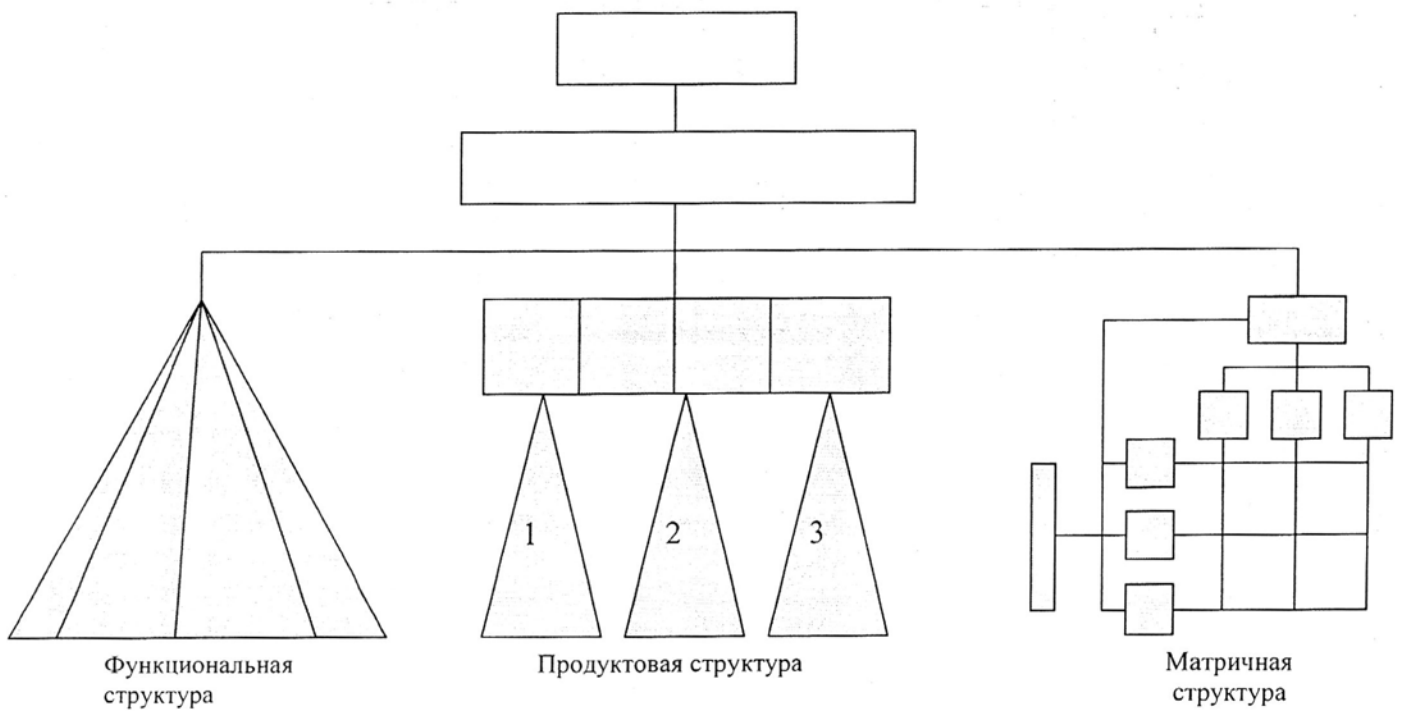 1
2
3
Функциональная
структура
Продуктовая структура
Матричная
структура